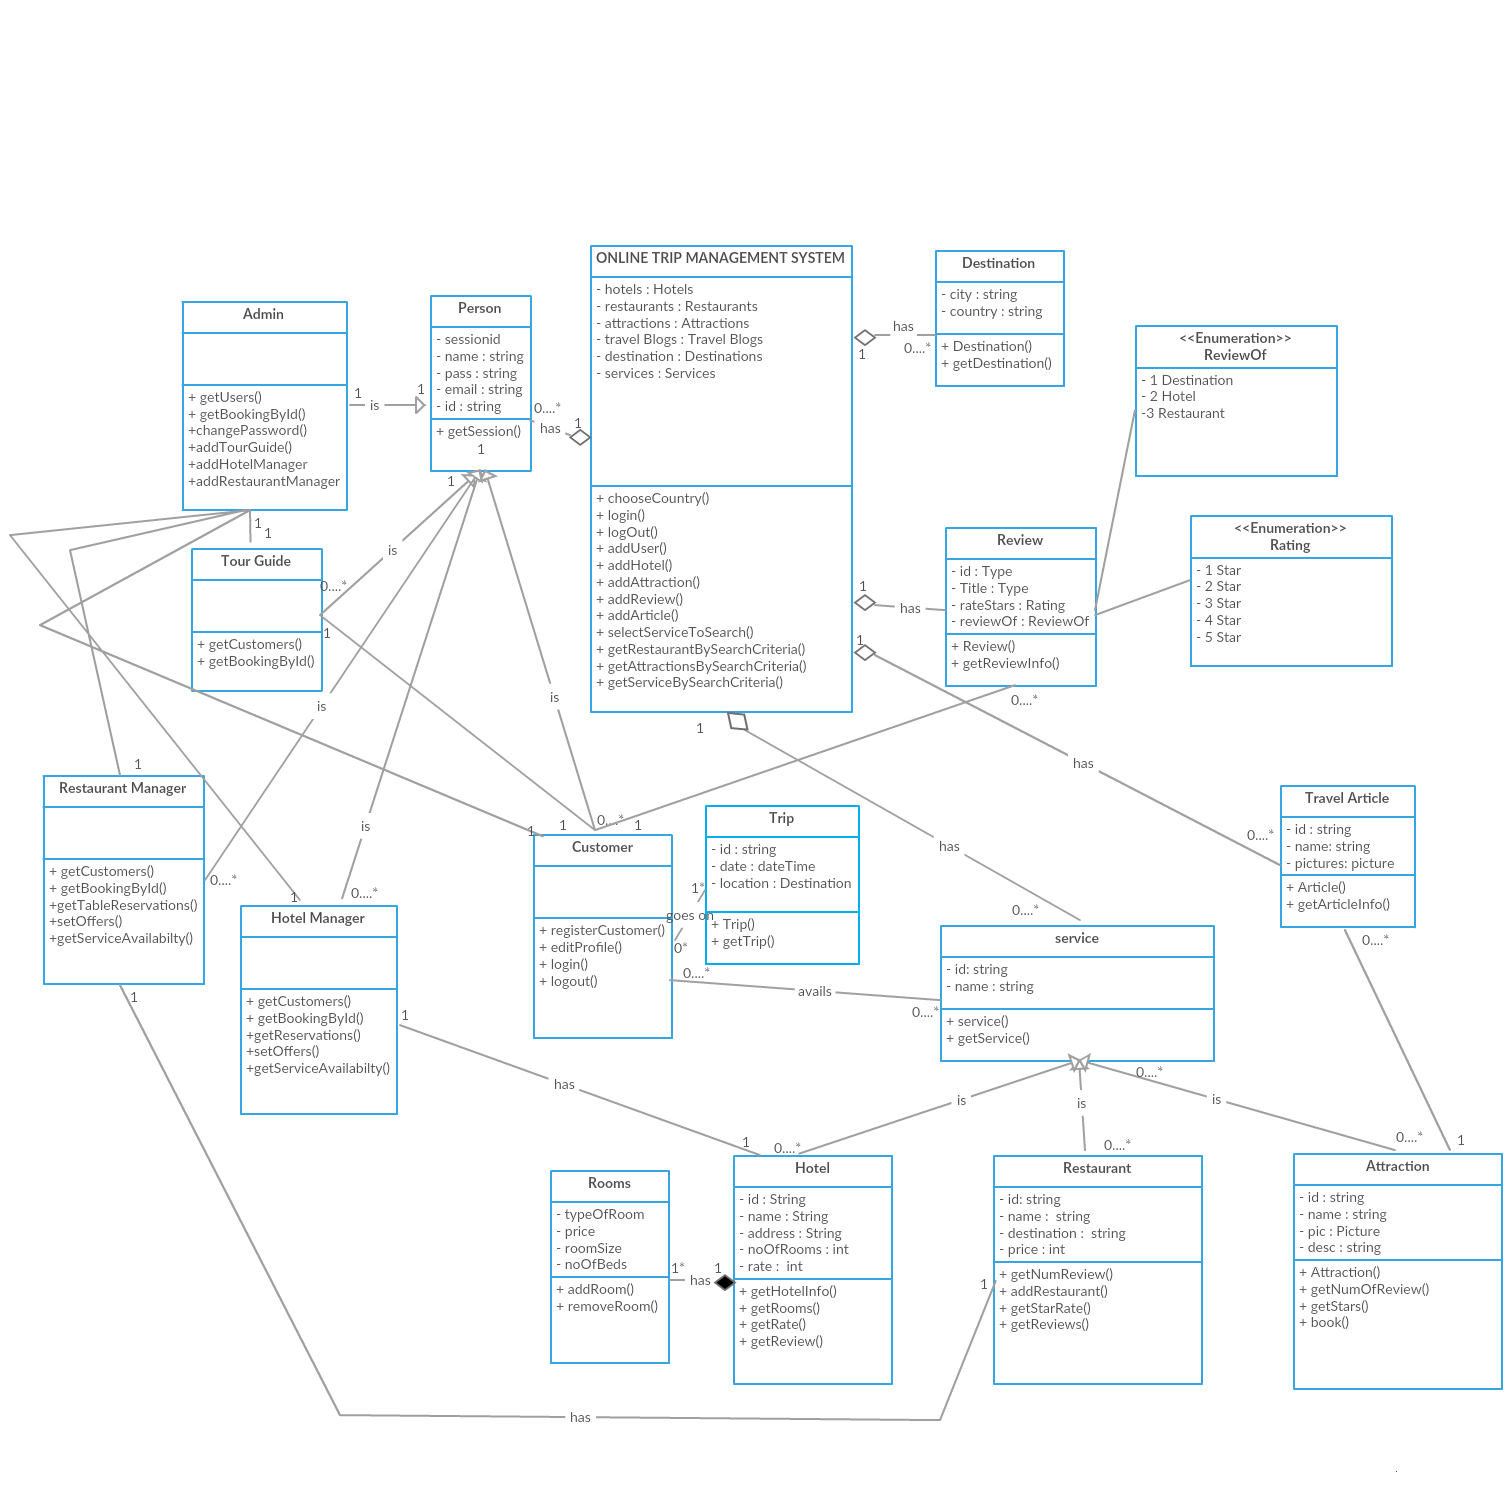 ONLINE TRIP MANAGEMENT SYSTEM
- hotels : Hotels
- restaurants : Restaurants
- attractions : Attractions
- travel Blogs : Travel Blogs
- destination : Destinations
- services : Services
+ chooseCountry()
+ login()
+ logOut()
+ addUser()
+ addHotel()
+ addAttraction()
+ addReview()
+ addArticle()
+ selectServiceToSearch()
+ getRestaurantBySearchCriteria()
+ getAttractionsBySearchCriteria()
+ getServiceBySearchCriteria()
Destination
- city : string
- country : string
+ Destination()
+ getDestination()
has
1
0....*
Admin
+ getUsers()
+ getBookingById()
+changePassword()
+addTourGuide()
+addHotelManager
+addRestaurantManager
1
is
1
Person
- sessionid
- name : string
- pass : string
- email : string
- id : string
+ getSession()
1
0....*
has
1
<<Enumeration>>
ReviewOf
- 1 Destination
- 2 Hotel
-3 Restaurant
<<Enumeration>>
Rating
- 1 Star
- 2 Star
- 3 Star
- 4 Star
- 5 Star
Review
- id : Type
- Title : Type
- rateStars : Rating
- reviewOf : ReviewOf
+ Review()
+ getReviewInfo()
1
has
1
0....*
1
1
1
Tour Guide
+ getCustomers()
+ getBookingById()
0....*
1
is
1
is
is
is
has
1
has
Restaurant Manager
+ getCustomers()
+ getBookingById()
+getTableReservations()
+setOffers()
+getServiceAvailabilty()
1
0....*
1
Hotel Manager
+ getCustomers()
+ getBookingById()
+getReservations()
+setOffers()
+getServiceAvailabilty()
1
0....*
1
Customer
+ registerCustomer()
+ editProfile()
+ login()
+ logout()
1
1
0....*
1
Trip
- id : string
- date : dateTime
- location : Destination
+ Trip()
+ getTrip()
1*
goes on
0*
0....*
avails
0....*
Travel Article
- id : string
- name: string
- pictures: picture
+ Article()
+ getArticleInfo()
0....*
0....*
service
- id: string
- name : string
+ service()
+ getService()
0....*
0....*
has
1
is
is
is
0....*
0....*
0....*
1
Rooms
- typeOfRoom
- price
- roomSize
- noOfBeds
+ addRoom()
+ removeRoom()
1*
has
1
Hotel
- id : String
- name : String
- address : String
- noOfRooms : int
- rate :  int
+ getHotelInfo()
+ getRooms()
+ getRate()
+ getReview()
Restaurant
- id: string
- name :  string
- destination :  string
- price : int
+ getNumReview()
+ addRestaurant()
+ getStarRate()
+ getReviews()
1
Attraction
- id : string
- name : string
- pic : Picture
- desc : string
+ Attraction()
+ getNumOfReview()
+ getStars()
+ book()
has